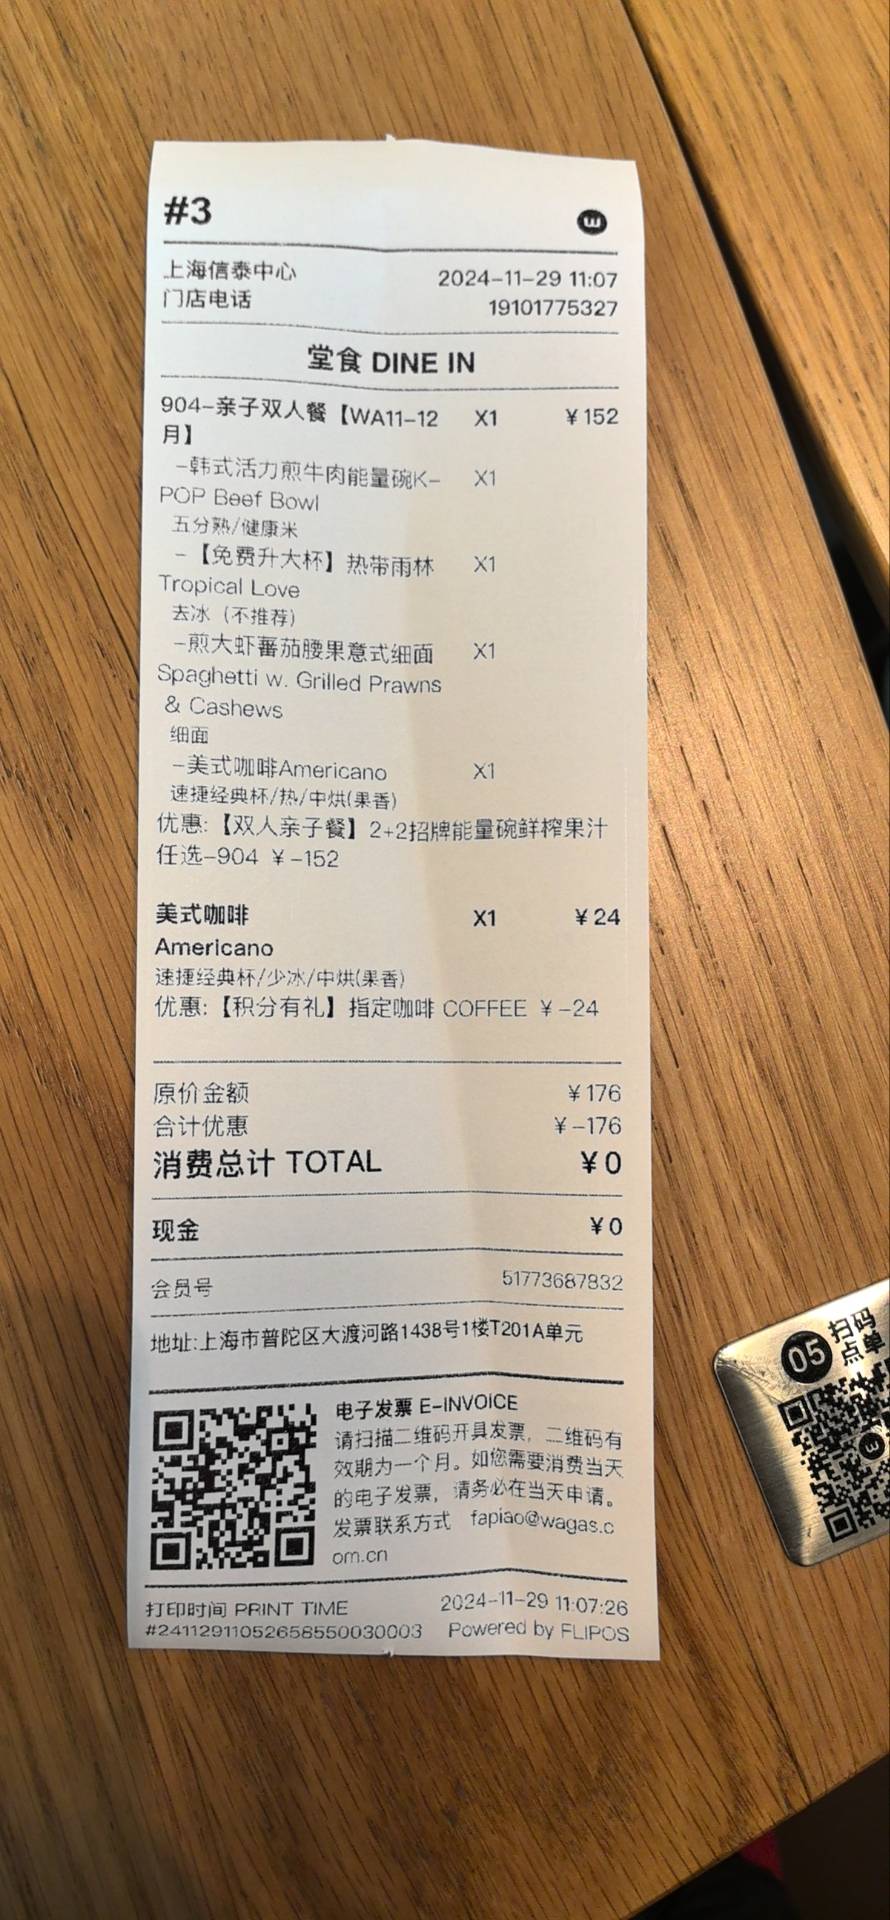 #3
上海信泰中心 2024-11-29 11:07
门店电话 19101775327
堂食 DINE IN
904-亲子双人餐【WA11-12 X1 ¥152
月】
-韩式活力煎牛肉能量碗K- X1
POP Beef Bowl
五分熟/健康米
-【免费升大杯】热带雨林 X1
Tropical Love
去冰（不推荐）
-煎大虾蕃茄腰果意式细面 X1
Spaghetti w. Grilled Prawns
& Cashews
细面
-美式咖啡Americano X1
速捷经典杯/热/中烘(果香)
优惠:【双人亲子餐】2+2招牌能量碗鲜榨果汁
任选-904 ¥-152
美式咖啡 X1 ¥24
Americano
速捷经典杯/少冰/中烘(果香)
优惠:【积分有礼】指定咖啡 COFFEE ¥-24
原价金额 ¥176
合计优惠 ¥-176
消费总计 TOTAL ¥0
现金 ¥0
会员号 51773687832
地址:上海市普陀区大渡河路1438号1楼T201A单元
电子发票 E-INVOICE
请扫描二维码开具发票，二维码有
效期为一个月。如您需要消费当天
的电子发票，请务必在当天申请。
发票联系方式 fapiao@wagas.c
om.cn
打印时间 PRINT TIME 2024-11-29 11:07:26
#24112911052658550030003 Powered by FLIPOS
05 扫码
点单